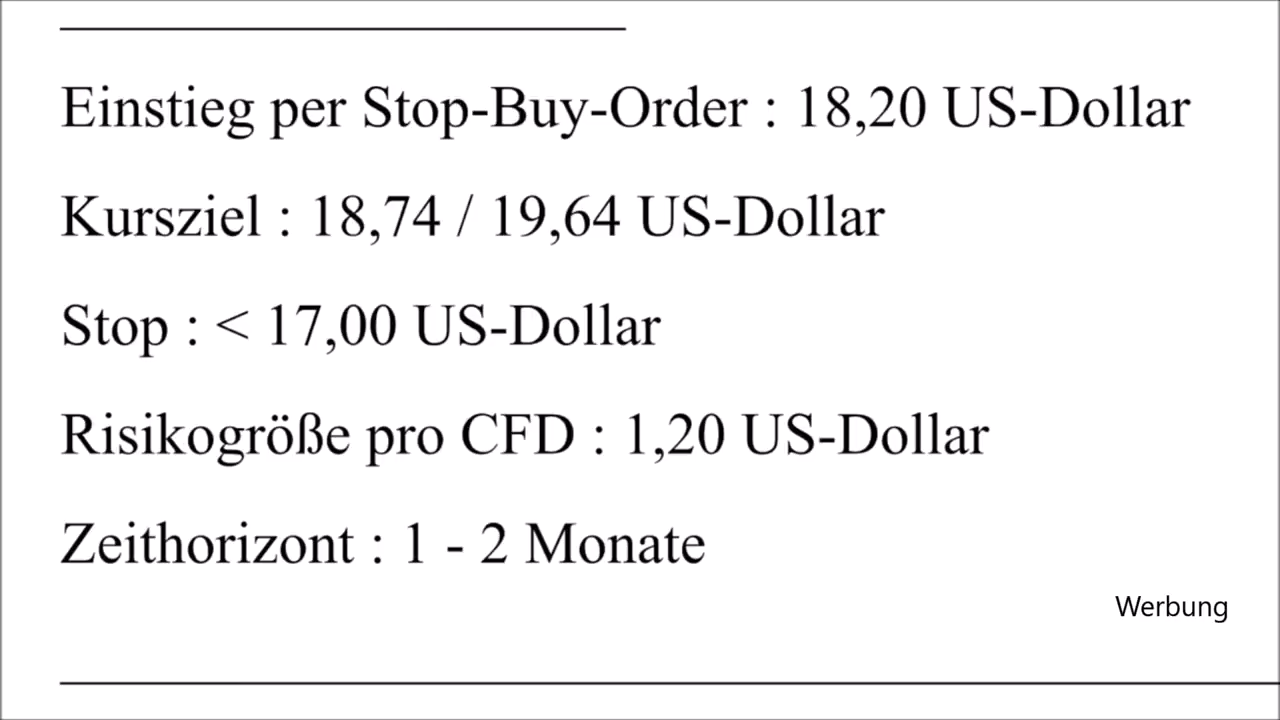 Einstieg per Stop-Buy-Order : 18,20 US-Dollar
Kursziel : 18,74 / 19,64 US-Dollar
Stop : < 17,00 US-Dollar
Risikogröße pro CFD : 1,20 US-Dollar
Zeithorizont : 1 - 2 Monate
Werbung